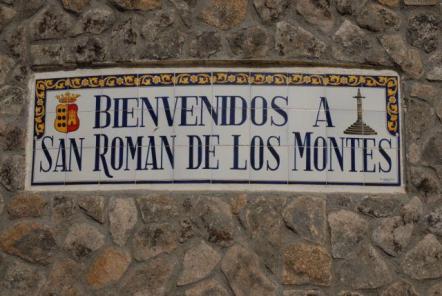 BIENVENIDOS A
SAN ROMÁN DE LOS MONTES